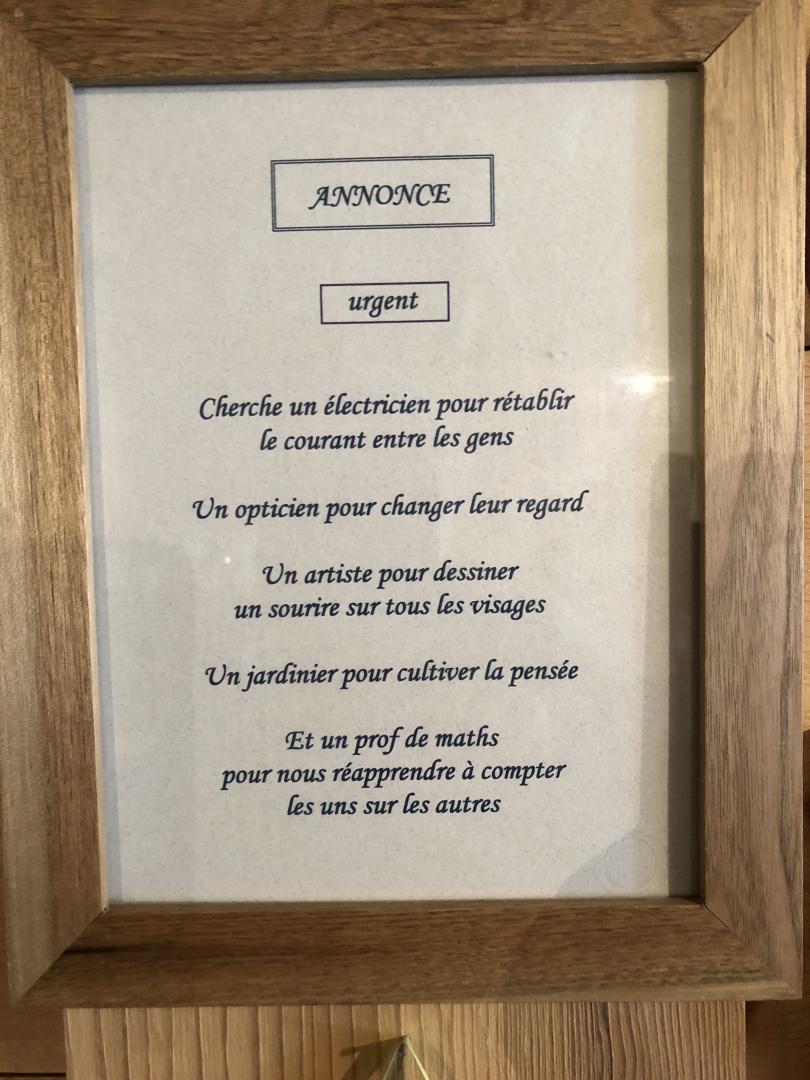 ANNONCE
urgent
Cherche un électricien pour rétablir
le courant entre les gens
Un opticien pour changer leur regard
Un artiste pour dessiner
un sourire sur tous les visages
Un jardinier pour cultiver la pensée
Et un prof de maths
pour nous réapprendre à compter
les uns sur les autres